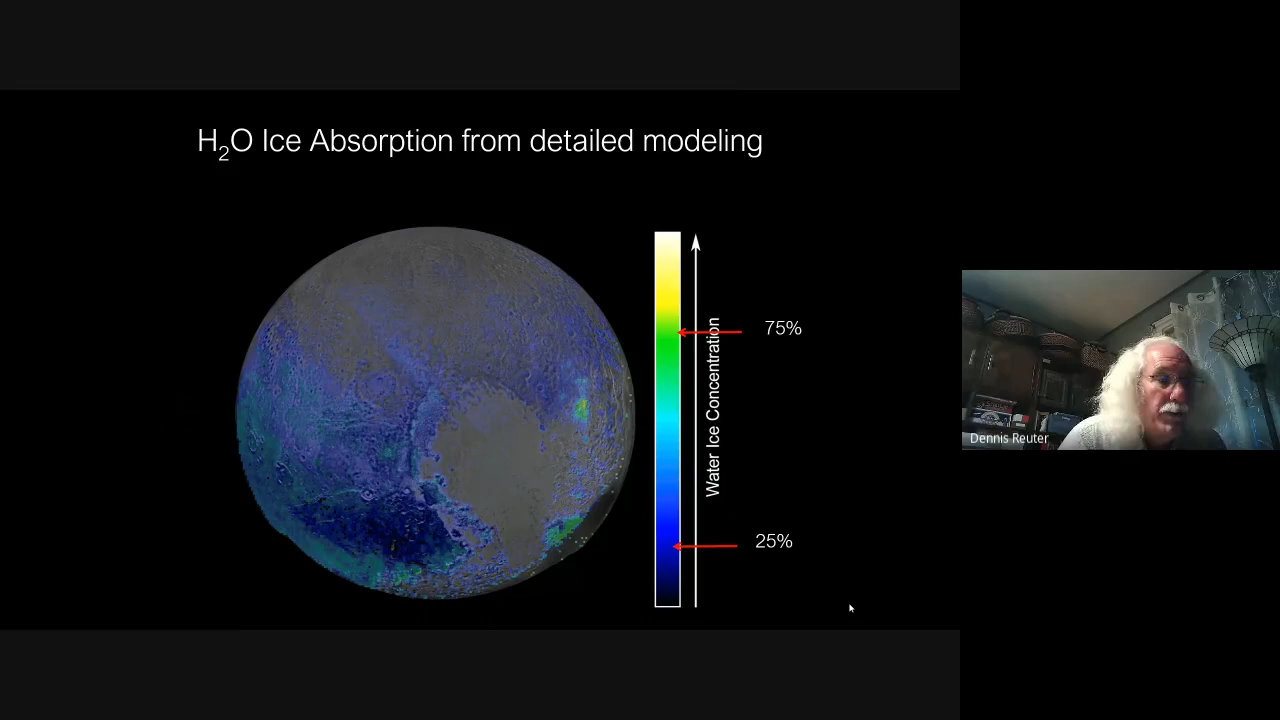 H₂O Ice Absorption from detailed modeling
75%
Water Ice Concentration
25%
Dennis Reuter